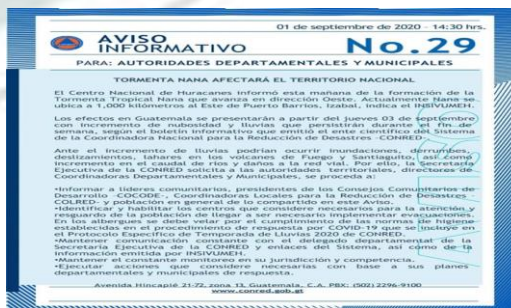 01 de septiembre de 2020 - 14:30 hrs.
AVISO
INFORMATIVO
No.29
PARA: AUTORIDADES DEPARTAMENTALES Y MUNICIPALES
TORMENTA NANA AFECTARÁ EL TERRITORIO NACIONAL
El Centro Nacional de Huracanes informó esta mañana de la formación de la
Tormenta Tropical Nana que avanza en dirección Oeste. Actualmente Nana se
ubica a 1,000 kilómetros al Este de Puerto Barrios, Izabal, indica el INSIVUMEH.
Los efectos en Guatemala se presentarán a partir del jueves 03 de septiembre
con incremento de nubosidad y lluvias que persistirán durante el fin de
semana, según el boletín informativo que emitió el ente científico del Sistema
de la Coordinadora Nacional para la Reducción de Desastres -CONRED-.
Ante el incremento de lluvias podrían ocurrir inundaciones, derrumbes,
deslizamientos, lahares en los volcanes de Fuego y Santiaguito, así como
incremento en el caudal de ríos y daños a la red vial. Por ello, la Secretaría
Ejecutiva de la CONRED solicita a las autoridades territoriales, directores de
Coordinadoras Departamentales y Municipales, se proceda a:
•Informar a líderes comunitarios, presidentes de los Consejos Comunitarios de
Desarrollo -COCODE-, Coordinadoras Locales para la Reducción de Desastres -
COLRED- y población en general de lo compartido en este Aviso.
•Identificar y habilitar los centros que considere necesarios para la atención y
resguardo de la población de llegar a ser necesario implementar evacuaciones.
En los albergues se debe velar por el cumplimiento de las normas de higiene
establecidas en el procedimiento de respuesta por COVID-19 que se incluye en
el Protocolo Específico de Temporada de Lluvias 2020 de CONRED.
•Mantener comunicación constante con el delegado departamental de la
Secretaría Ejecutiva de la CONRED y enlaces del Sistema, así como de la
información emitida por INSIVUMEH.
•Mantener el constante monitoreo en su jurisdicción y competencia.
•Ejecutar acciones que considere necesarias con base a sus planes
departamentales y municipales de respuesta.
Avenida Hincapié 21-72, zona 13, Guatemala, C.A. PBX: (502) 2296-9100
www.conred.gob.gt